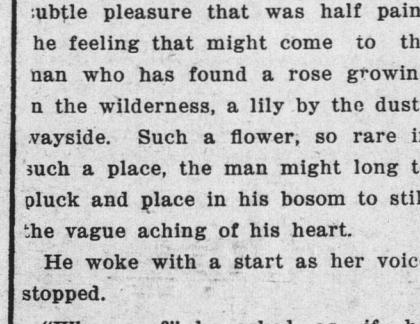 subtle pleasure that was half pain
he feeling that might come to th
man who has found a rose growin
n the wilderness, a lily by the dust
wayside. Such a flower, so rare i
such a place, the man might long t
pluck and place in his bosom to stil
the vague aching of his heart.
He woke with a start as her voic
stopped.